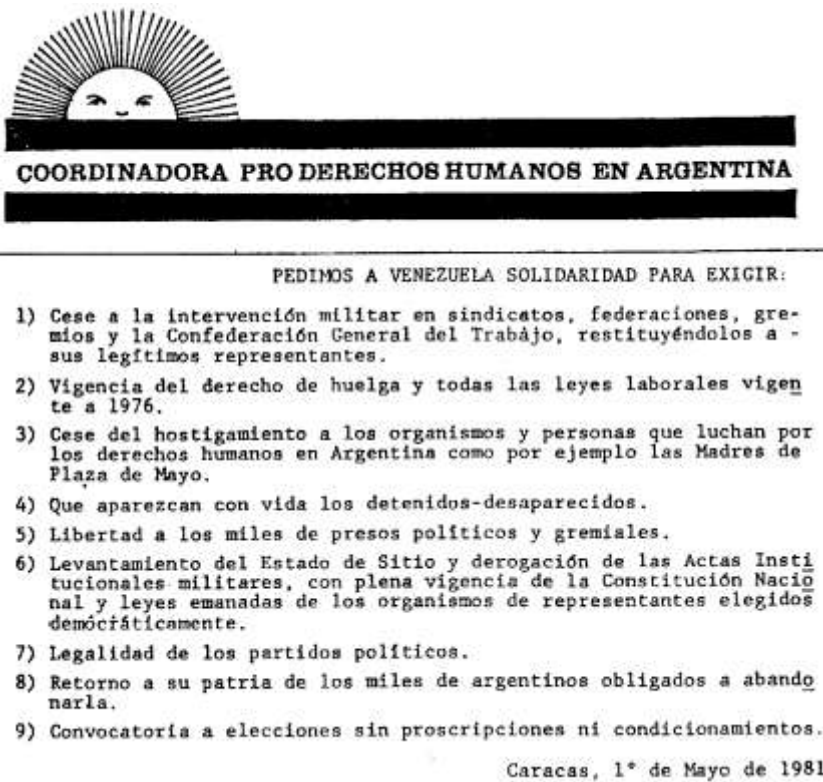 COORDINADORA PRO DERECHOS HUMANOS EN ARGENTINA
PEDIMOS A VENEZUELA SOLIDARIDAD PARA EXIGIR:
1) Cese a la intervención militar en sindicatos, federaciones, gre-
mios y la Confederación General del Trabájo, restituyéndolos a -
sus legítimos representantes.
2) Vigencia del derecho de huelga y todas las leyes laborales vigen
te a 1976.
3) Cese del hostigamiento a los organismos y personas que luchan por
los derechos humanos en Argentina como por ejemplo las Madres de
Plaza de Mayo.
4) Que aparezcan con vida los detenidos-desaparecidos.
5) Libertad a los miles de presos políticos y gremiales.
6) Levantamiento del Estado de Sitio y derogación de las Actas Insti
tucionales militares, con plena vigencia de la Constitución Nacio
nal y leyes emanadas de los organismos de representantes elegidos
demócráticamente.
7) Legalidad de los partidos políticos.
8) Retorno a su patria de los miles de argentinos obligados a abando
narla.
9) Convocatoria a elecciones sin proscripciones ni condicionamientos.
Caracas, 1° de Mayo de 1981